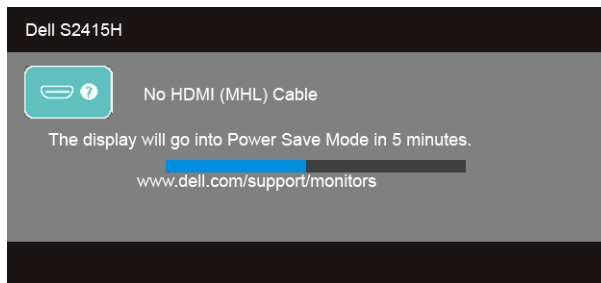 Dell S2415H
?
No HDMI (MHL) Cable
The display will go into Power Save Mode in 5 minutes.
www.dell.com/support/monitors